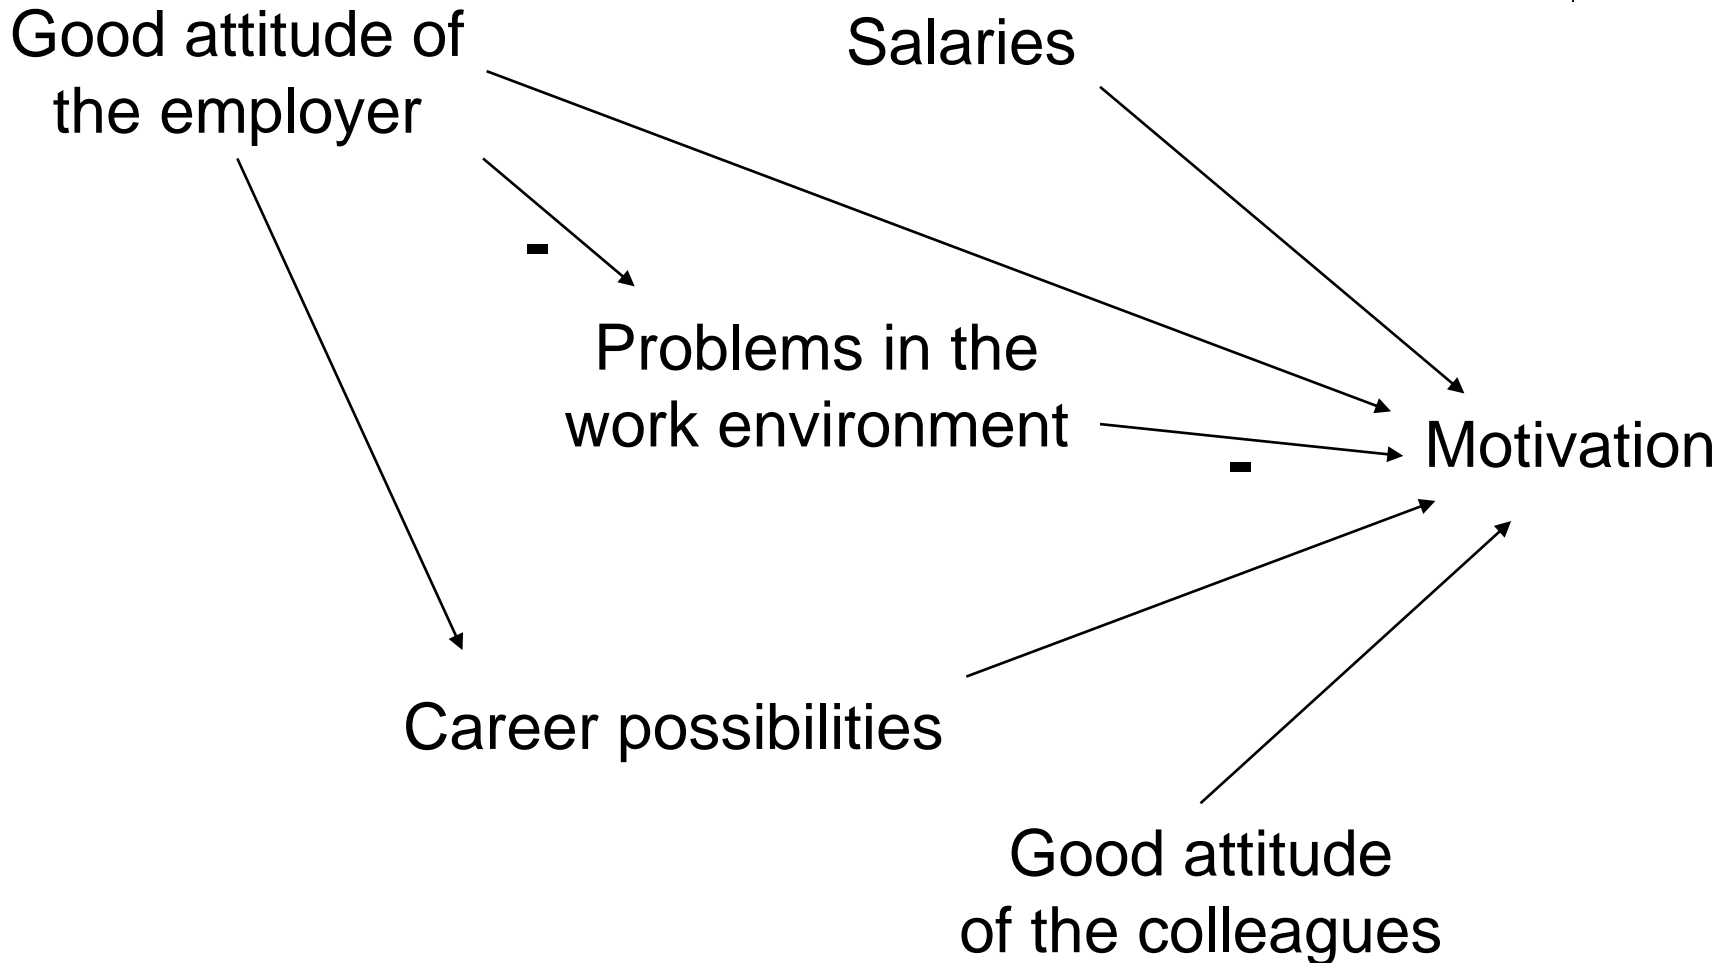 Good attitude of
the employer
Salaries
-
Problems in the
work environment
-
Motivation
Career possibilities
Good attitude
of the colleagues